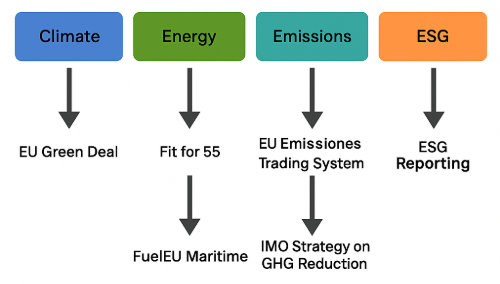 Climate
Energy
Emissions
ESG
EU Green Deal
Fit for 55
EU Emissiones
Trading System
ESG
Reporting
FuelEU Maritime
IMO Strategy on
GHG Reduction